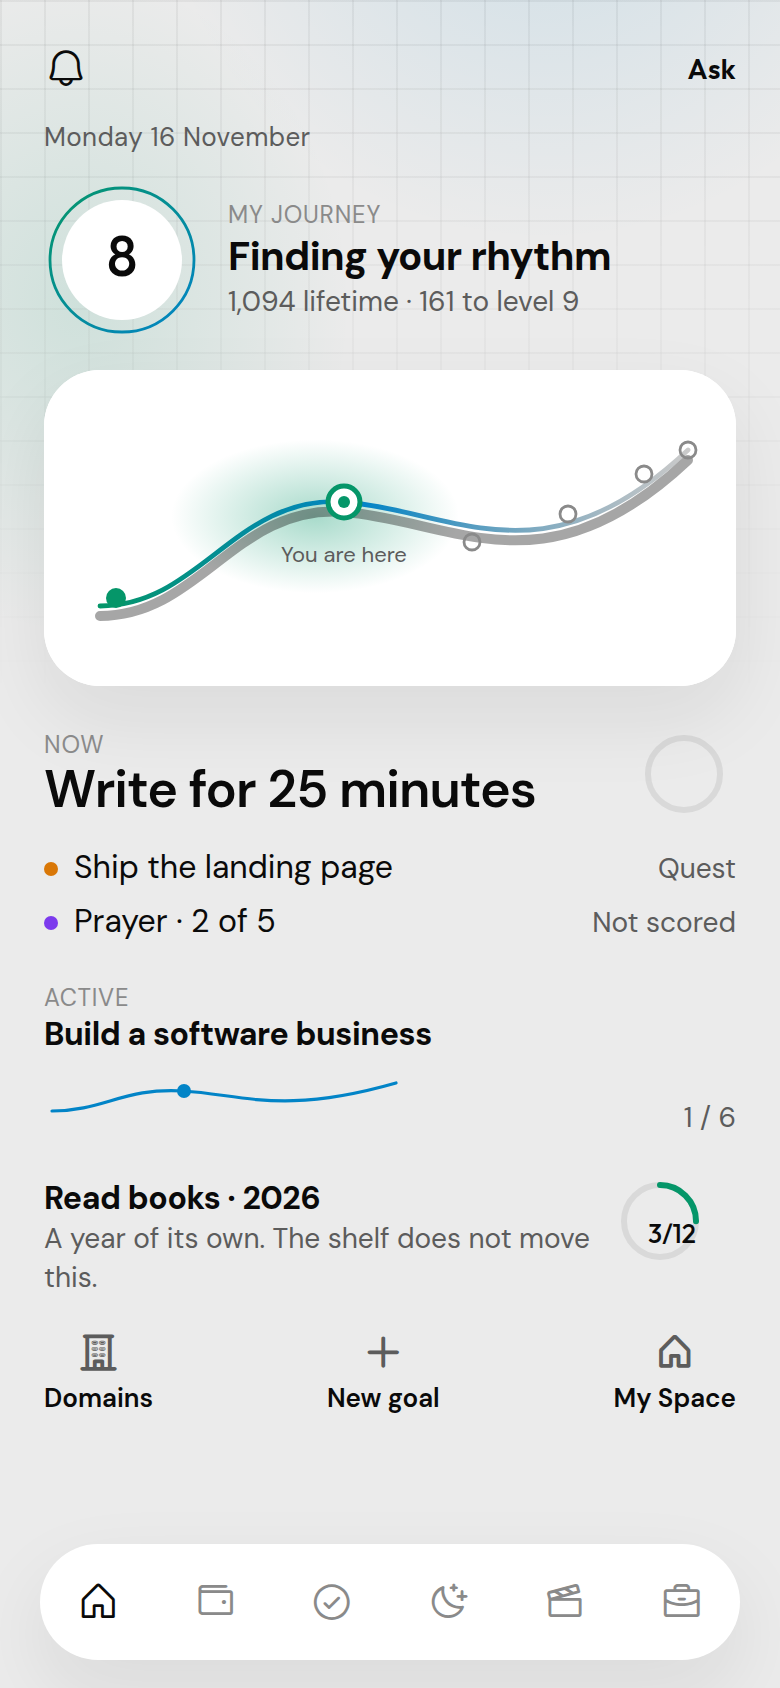 Ask
Monday 16 November
8
MY JOURNEY
Finding your rhythm
1,094 lifetime · 161 to level 9
You are here
NOW
Write for 25 minutes
Ship the landing page
Quest
Prayer · 2 of 5
Not scored
ACTIVE
Build a software business
1 / 6
Read books · 2026
A year of its own. The shelf does not move
this.
3/12
Domains
New goal
My Space